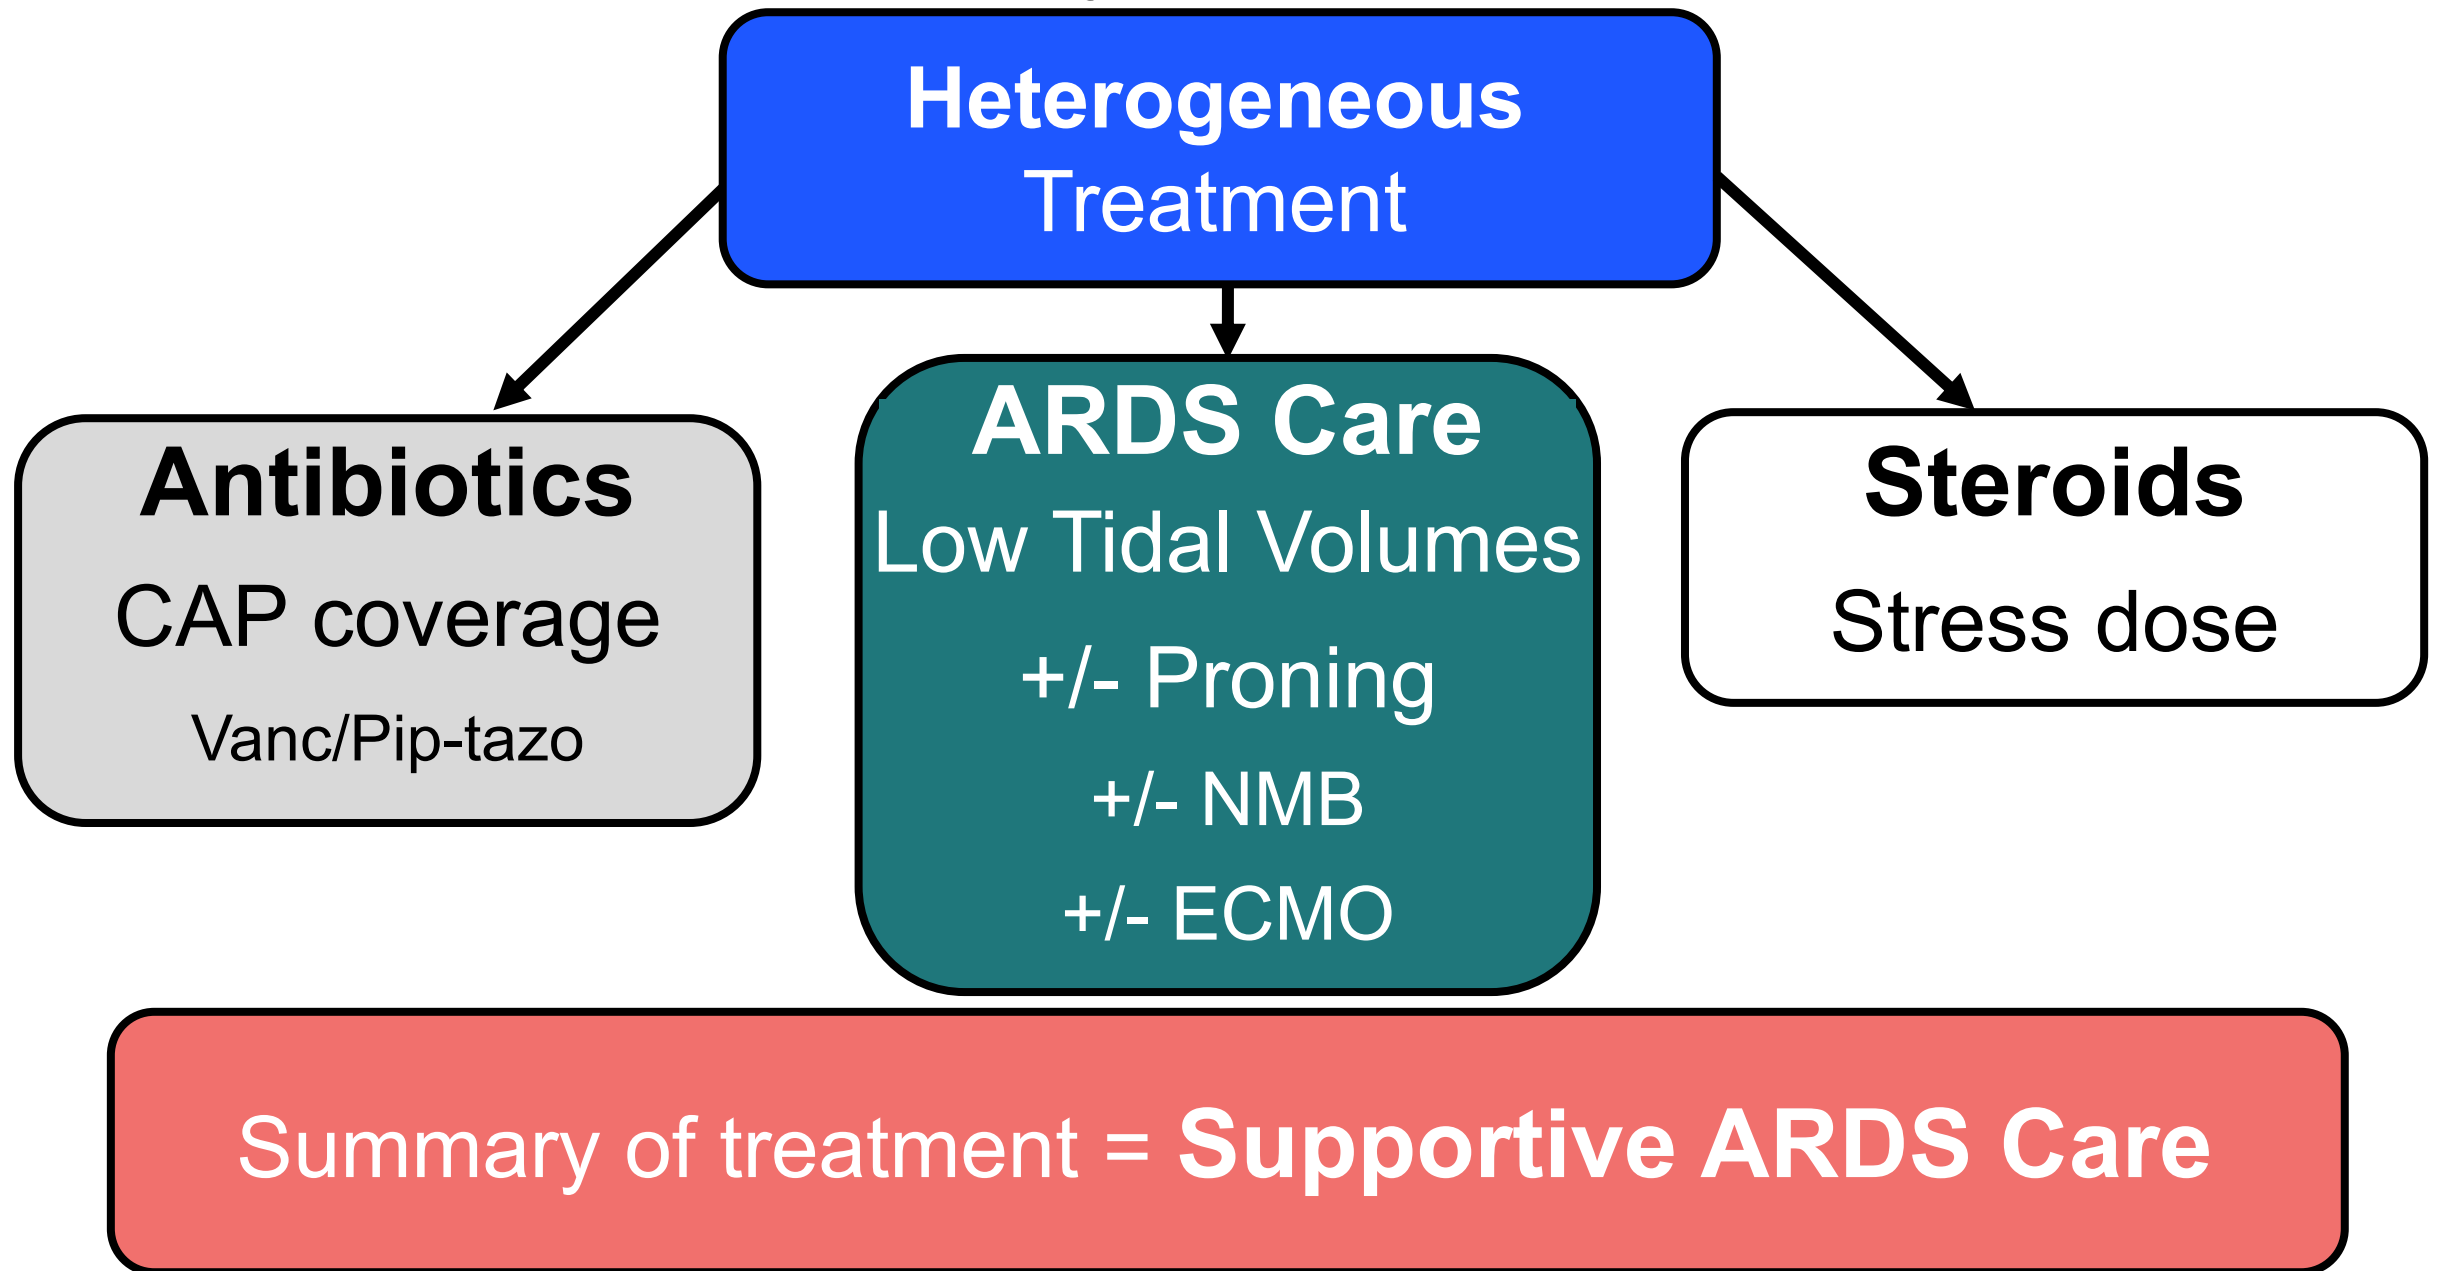 Heterogeneous
Treatment
Antibiotics
CAP coverage
Vanc/Pip-tazo
ARDS Care
Low Tidal Volumes
+/- Proning
+/- NMB
+/- ECMO
Steroids
Stress dose
Summary of treatment = Supportive ARDS Care